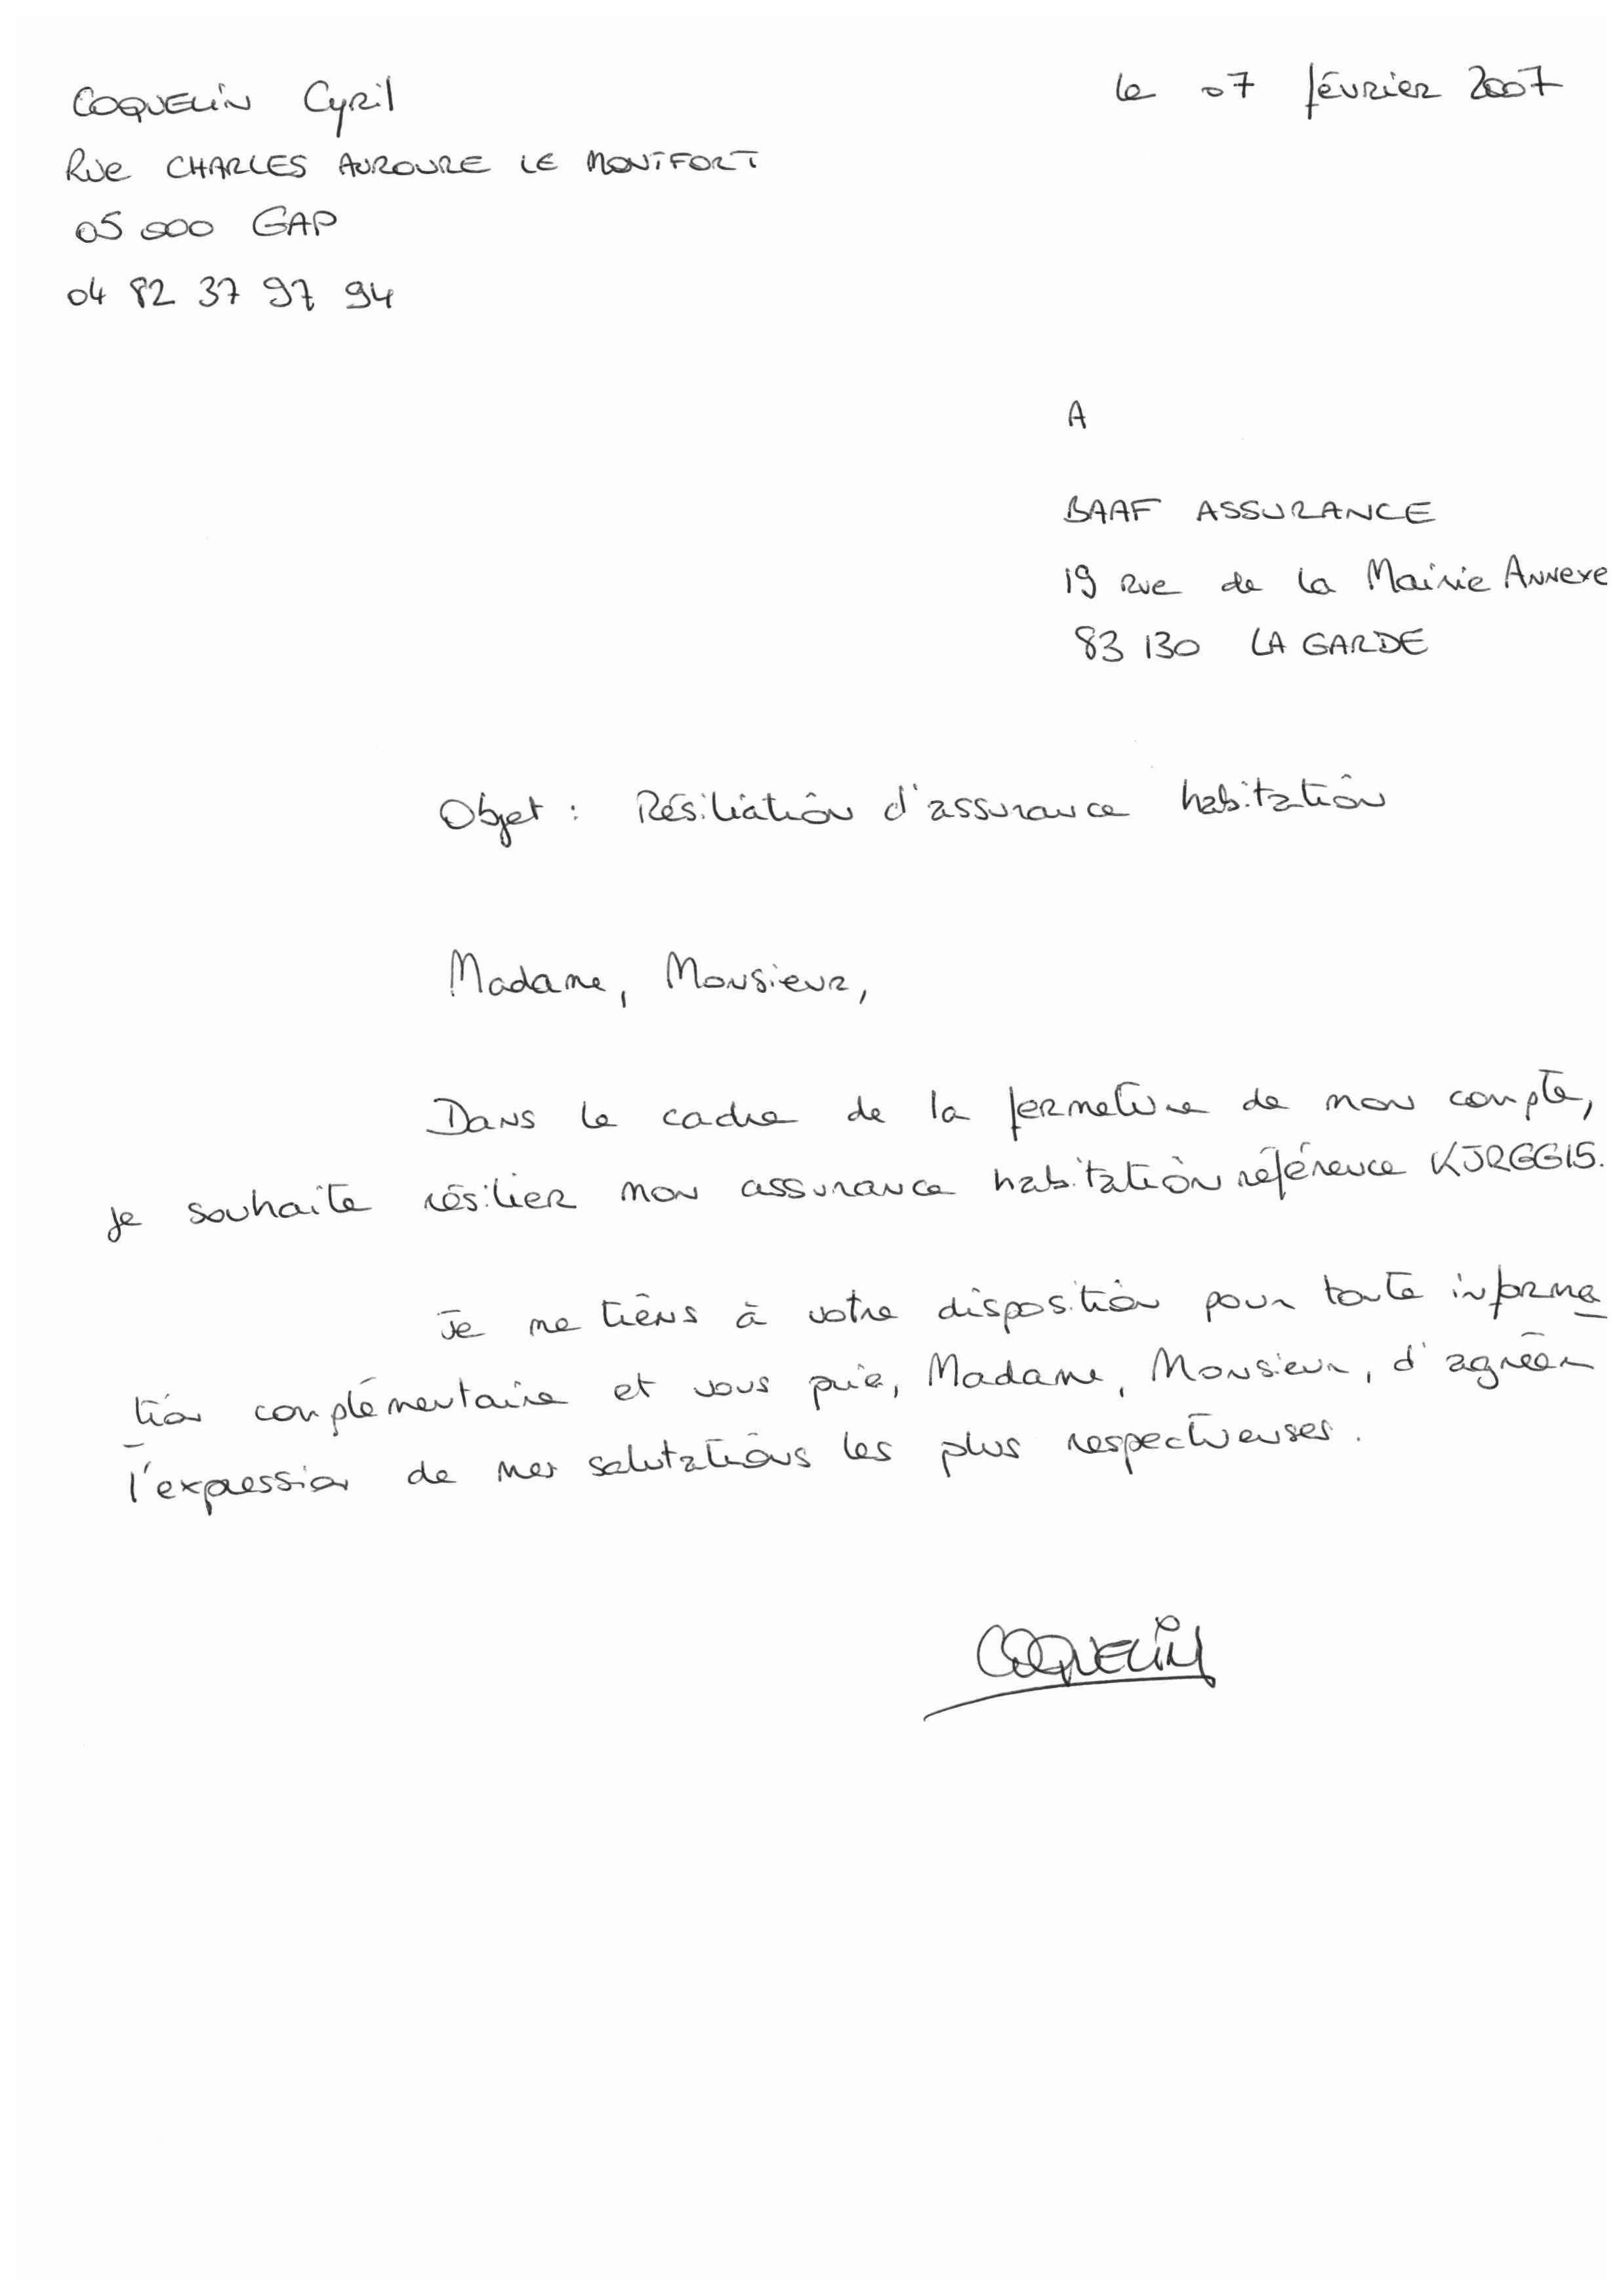 COQUELIN Cyril
le 07 février 2007
Rue CHARLES AUROURE LE MONTFORT
05 000 GAP
04 82 37 97 94
A
BAAF ASSURANCE
19 rue de la Mairie Annexe
83 130 LA GARDE
Objet : Résiliation d'assurance habitation
Madame, Monsieur,
Dans le cadre de la fermeture de mon compte,
je souhaite résilier mon assurance habitation référence KJRGG15.
Je me tiens à votre disposition pour toute informa
tion complémentaire et vous prie, Madame, Monsieur, d'agréer
l'expression de mes salutations les plus respectueuses.
COQUELIN